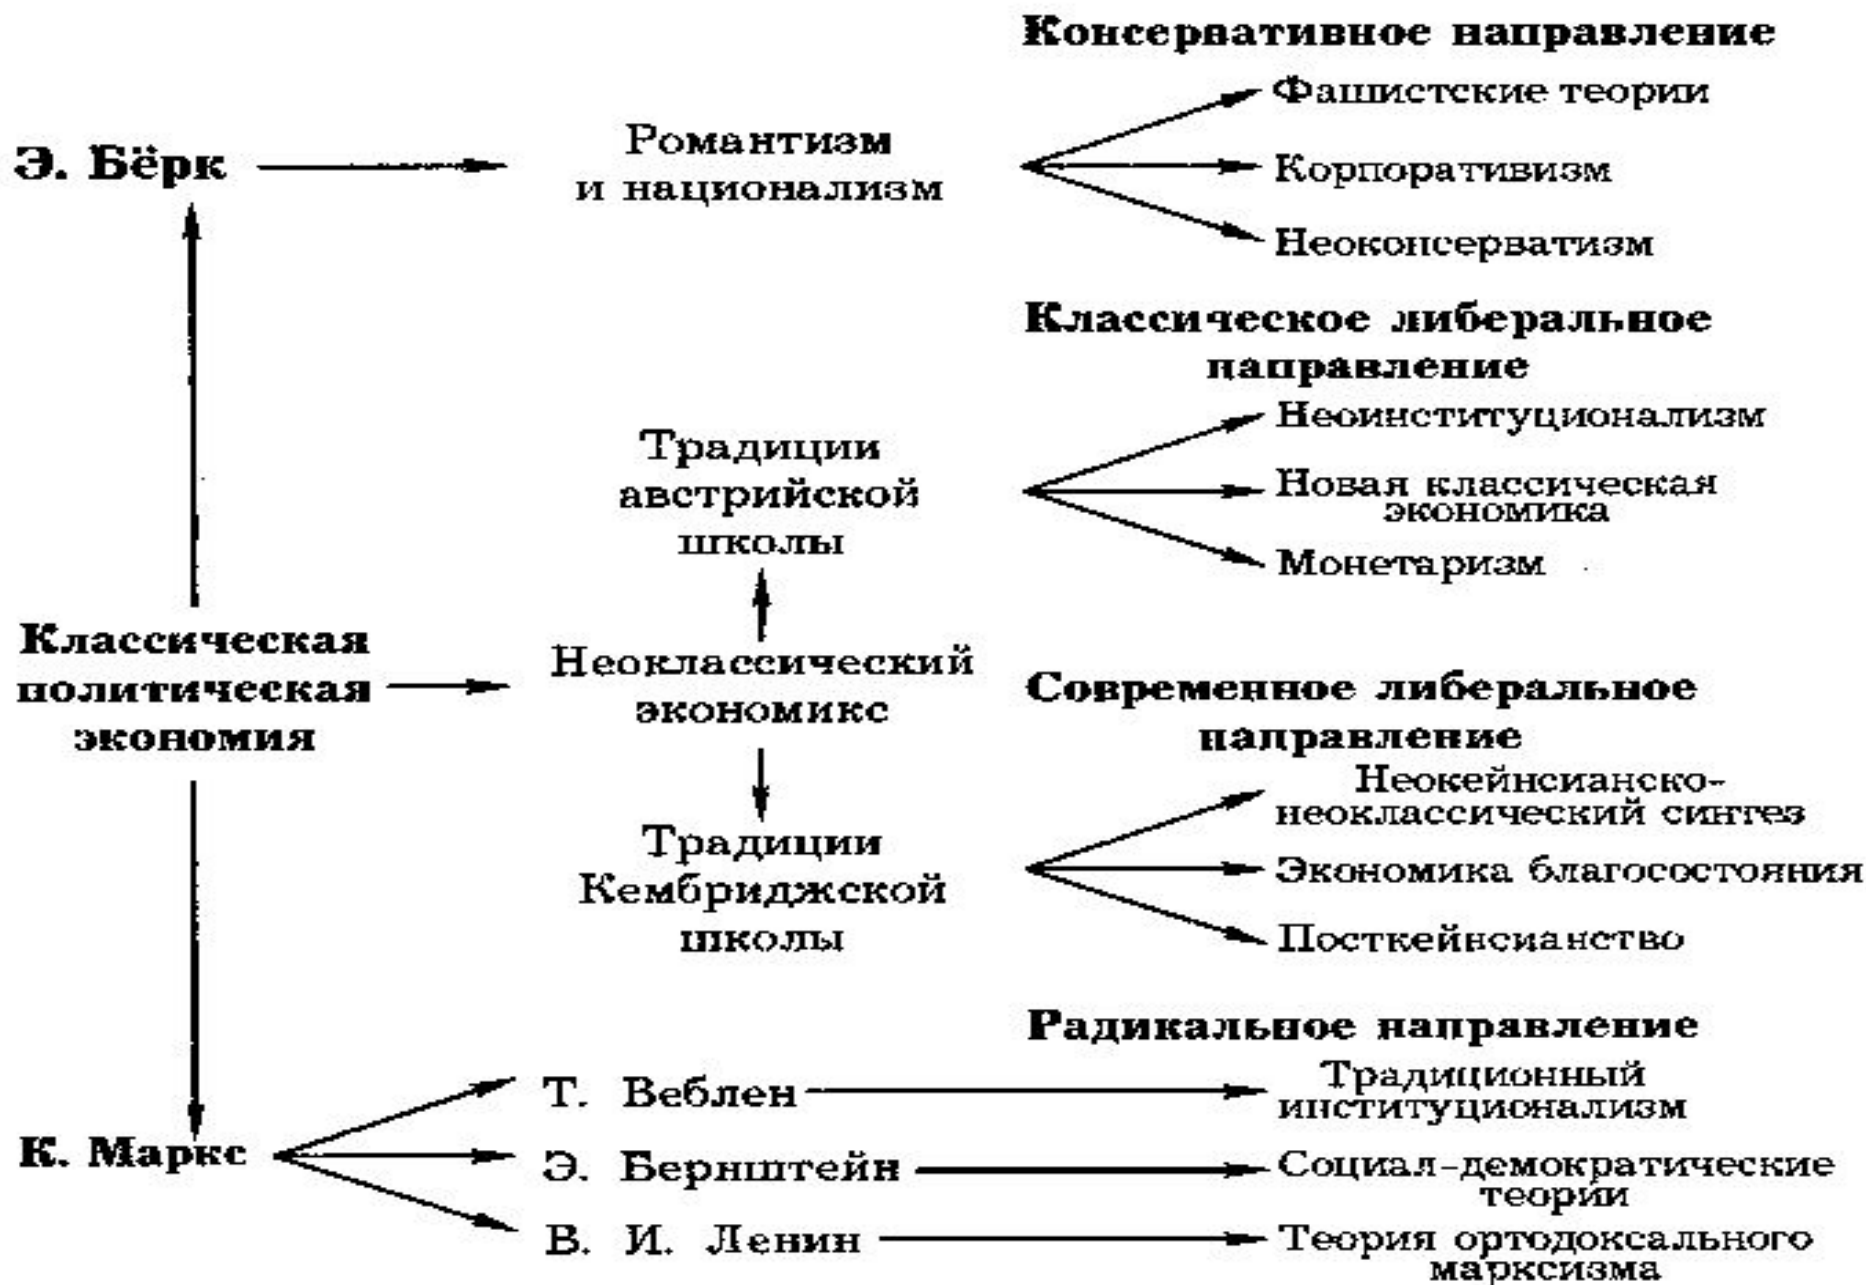 Консервативное направление
Фашистские теории
Э. Бёрк
Романтизм
и национализм
Корпоративизм
Неоконсерватизм
Классическое либеральное
направление
Неоинституционализм
Традиции
австрийской
школы
Новая классическая
экономика
Монетаризм
Классическая
политическая
экономия
Неоклассический
экономикс
Современное либеральное
направление
Неокейнсианско-
неоклассический синтез
Традиции
Кембриджской
школы
Экономика благосостояния
Посткейнсианство
Радикальное направление
К. Маркс
Т. Веблен
Традиционный
институционализм
Э. Бернштейн
Социал-демократические
теории
В. И. Ленин
Теория ортодоксального
марксизма